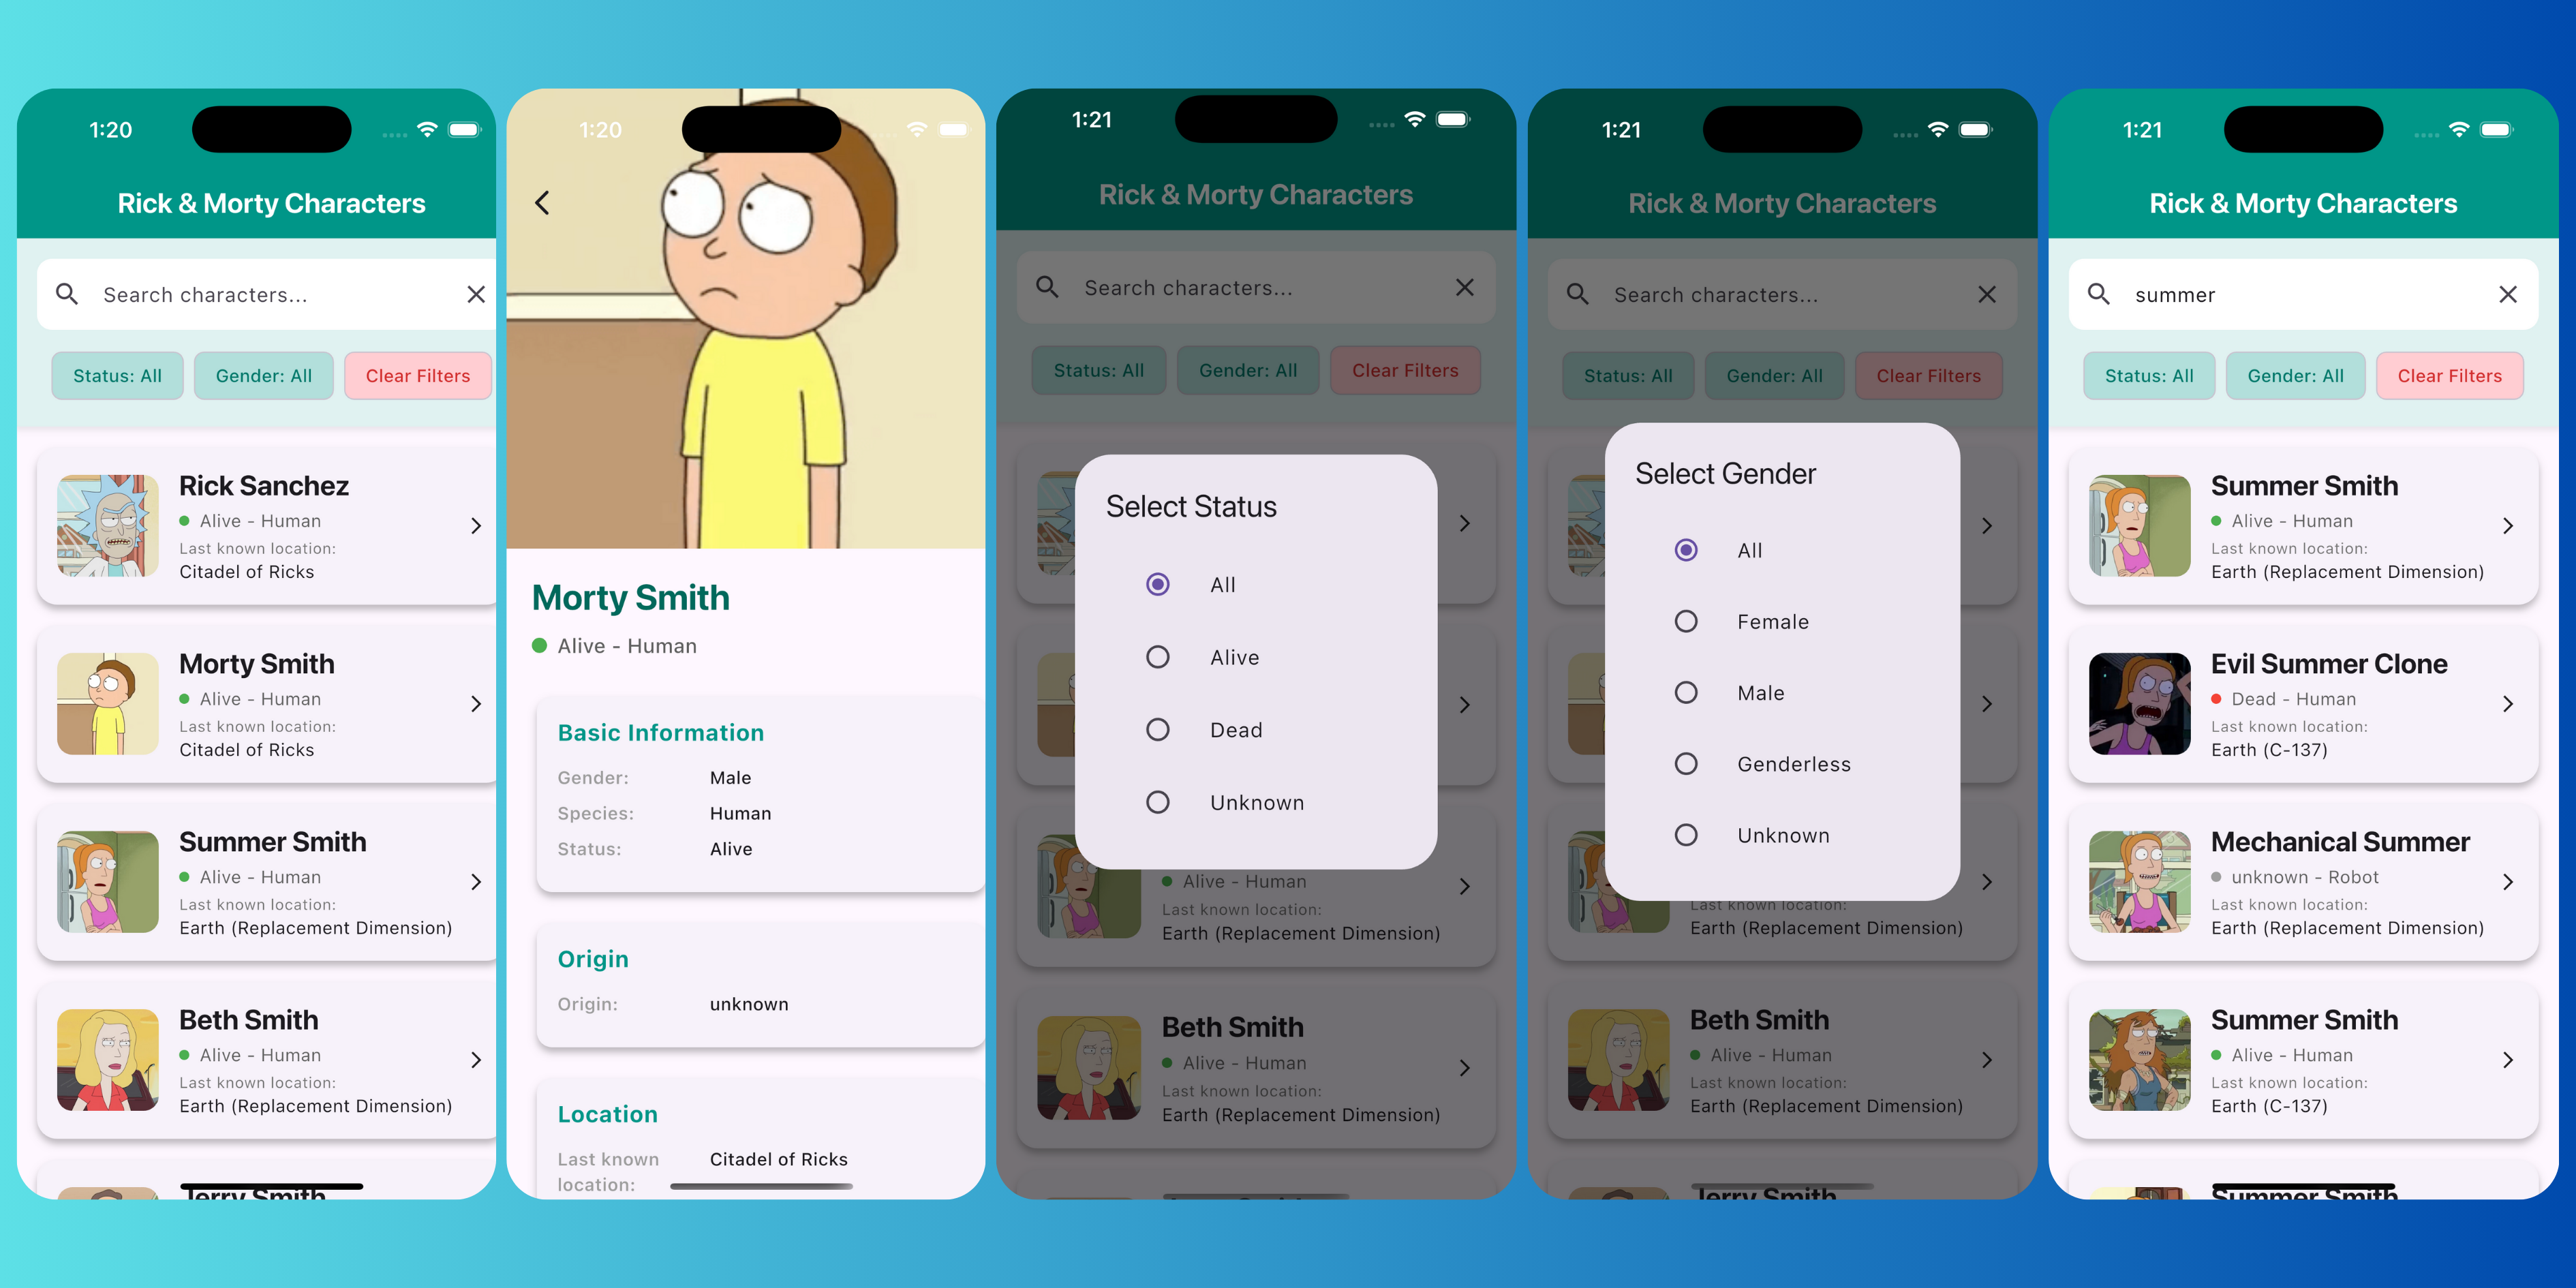 1:20
Rick & Morty Characters
Search characters...
Status: All
Gender: All
Clear Filters
Rick Sanchez
Alive - Human
Last known location:
Citadel of Ricks
Morty Smith
Alive - Human
Last known location:
Citadel of Ricks
Summer Smith
Alive - Human
Last known location:
Earth (Replacement Dimension)
Beth Smith
Alive - Human
Last known location:
Earth (Replacement Dimension)
Jerry Smith
1:20
Morty Smith
Alive - Human
Basic Information
Gender: Male
Species: Human
Status: Alive
Origin
Origin: unknown
Location
Last known location: Citadel of Ricks
1:21
Rick & Morty Characters
Search characters...
Status: All
Gender: All
Clear Filters
Select Status
All
Alive
Dead
Unknown
Alive - Human
Last known location:
Earth (Replacement Dimension)
Beth Smith
Alive - Human
Last known location:
Earth (Replacement Dimension)
1:21
Rick & Morty Characters
Search characters...
Status: All
Gender: All
Clear Filters
Select Gender
All
Female
Male
Genderless
Unknown
Last known location:
Earth (Replacement Dimension)
Beth Smith
Alive - Human
Last known location:
Earth (Replacement Dimension)
Jerry Smith
1:21
Rick & Morty Characters
summer
Status: All
Gender: All
Clear Filters
Summer Smith
Alive - Human
Last known location:
Earth (Replacement Dimension)
Evil Summer Clone
Dead - Human
Last known location:
Earth (C-137)
Mechanical Summer
unknown - Robot
Last known location:
Earth (Replacement Dimension)
Summer Smith
Alive - Human
Last known location:
Earth (C-137)
Summer Smith